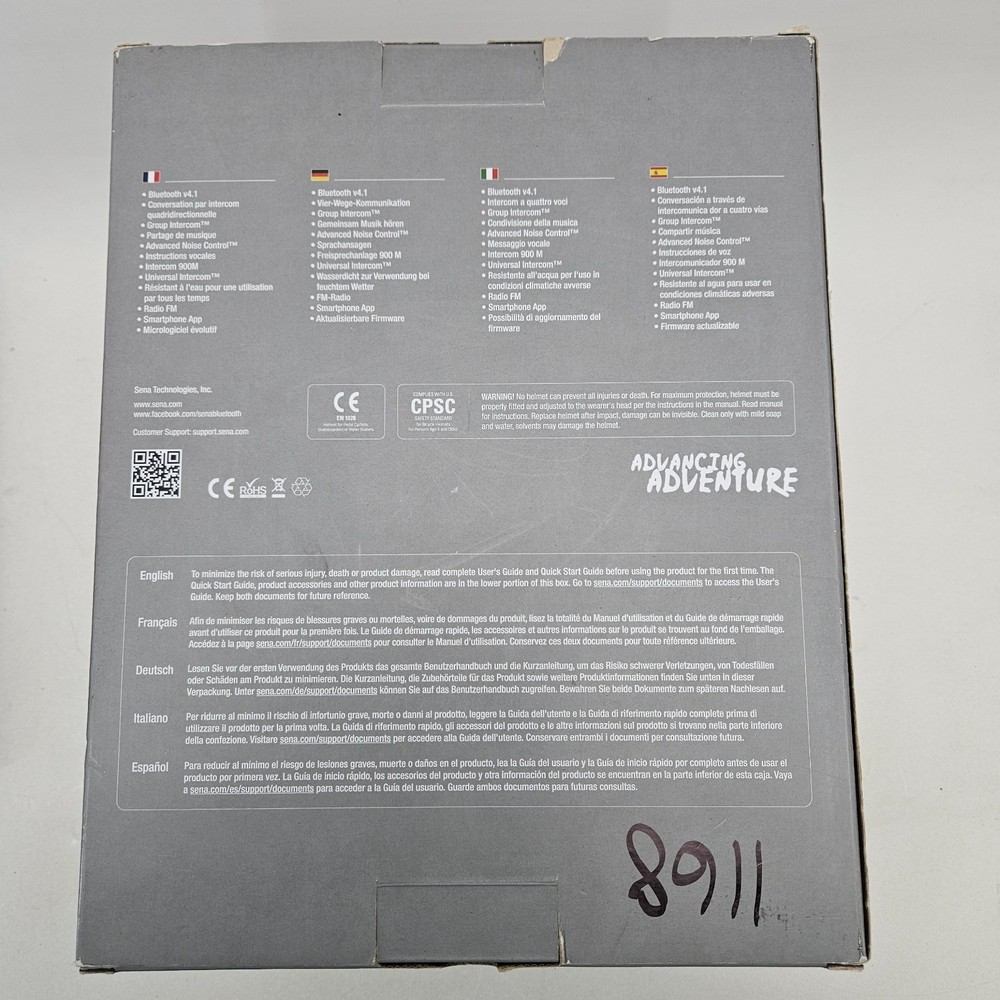 • Bluetooth v4.1
• Conversation par intercom
quadridirectionnelle
• Group Intercom™
• Partage de musique
• Advanced Noise Control™
• Instructions vocales
• Intercom 900M
• Universal Intercom™
• Résistant à l'eau pour une utilisation
par tous les temps
• Radio FM
• Smartphone App
• Micrologiciel évolutif
• Bluetooth v4.1
• Vier-Wege-Kommunikation
• Group Intercom™
• Gemeinsam Musik hören
• Advanced Noise Control™
• Sprachansagen
• Freisprechanlage 900 M
• Universal Intercom™
• Wasserdicht zur Verwendung bei
feuchtem Wetter
• FM-Radio
• Smartphone App
• Aktualisierbare Firmware
• Bluetooth v4.1
• Intercom a quattro voci
• Group Intercom™
• Condivisione della musica
• Advanced Noise Control™
• Messaggio vocale
• Intercom 900 M
• Universal Intercom™
• Resistente all'acqua per l'uso in
condizioni climatiche avverse
• Radio FM
• Smartphone App
• Possibilità di aggiornamento del
firmware
• Bluetooth v4.1
• Conversación a través de
intercomunica dor a cuatro vías
• Group Intercom™
• Compartir música
• Advanced Noise Control™
• Instrucciones de voz
• Intercomunicador 900 M
• Universal Intercom™
• Resistente al agua para usar en
condiciones climáticas adversas
• Radio FM
• Smartphone App
• Firmware actualizable
Sena Technologies, Inc.
www.sena.com
www.facebook.com/senabluetooth
Customer Support: support.sena.com
CE
EN 1078
Helmet for Pedal Cyclists,
Skateboarders or Roller Skaters.
COMPLIES WITH U.S.
CPSC
SAFETY STANDARD
for Bicycle Helmets
for Persons Age 5 and Older
WARNING! No helmet can prevent all injuries or death. For maximum protection, helmet must be
properly fitted and adjusted to the wearer's head per the instructions in the manual. Read manual
for instructions. Replace helmet after impact, damage can be invisible. Clean only with mild soap
and water, solvents may damage the helmet.
CE RoHS
ADVANCING
ADVENTURE
English To minimize the risk of serious injury, death or product damage, read complete User's Guide and Quick Start Guide before using the product for the first time. The
Quick Start Guide, product accessories and other product information are in the lower portion of this box. Go to sena.com/support/documents to access the User's
Guide. Keep both documents for future reference.
Français Afin de minimiser les risques de blessures graves ou mortelles, voire de dommages du produit, lisez la totalité du Manuel d'utilisation et du Guide de démarrage rapide
avant d'utiliser ce produit pour la première fois. Le Guide de démarrage rapide, les accessoires et autres informations sur le produit se trouvent au fond de l'emballage.
Accédez à la page sena.com/fr/support/documents pour consulter le Manuel d'utilisation. Conservez ces deux documents pour toute référence ultérieure.
Deutsch Lesen Sie vor der ersten Verwendung des Produkts das gesamte Benutzerhandbuch und die Kurzanleitung, um das Risiko schwerer Verletzungen, von Todesfällen
oder Schäden am Produkt zu minimieren. Die Kurzanleitung, die Zubehörteile für das Produkt sowie weitere Produktinformationen finden Sie unten in dieser
Verpackung. Unter sena.com/de/support/documents können Sie auf das Benutzerhandbuch zugreifen. Bewahren Sie beide Dokumente zum späteren Nachlesen auf.
Italiano Per ridurre al minimo il rischio di infortunio grave, morte o danni al prodotto, leggere la Guida dell'utente e la Guida di riferimento rapido complete prima di
utilizzare il prodotto per la prima volta. La Guida di riferimento rapido, gli accessori del prodotto e le altre informazioni sul prodotto si trovano nella parte inferiore
della confezione. Visitare sena.com/support/documents per accedere alla Guida dell'utente. Conservare entrambi i documenti per consultazione futura.
Español Para reducir al mínimo el riesgo de lesiones graves, muerte o daños en el producto, lea la Guía del usuario y la Guía de inicio rápido por completo antes de usar el
producto por primera vez. La Guía de inicio rápido, los accesorios del producto y otra información del producto se encuentran en la parte inferior de esta caja. Vaya
a sena.com/es/support/documents para acceder a la Guía del usuario. Guarde ambos documentos para futuras consultas.
8911